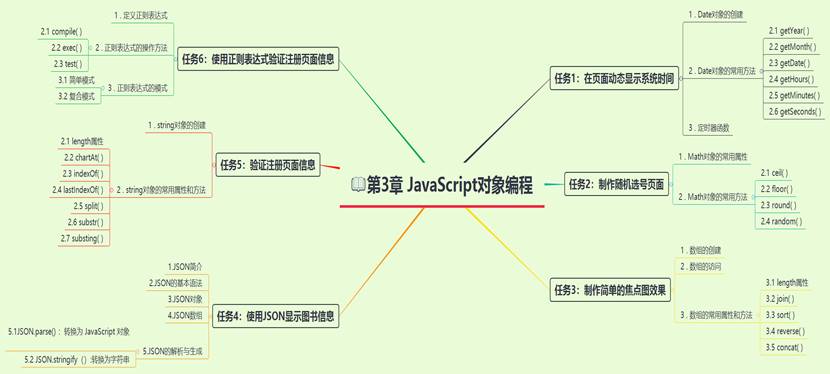 第3章 JavaScript对象编程
任务1：在页面动态显示系统时间
1．Date对象的创建
2．Date对象的常用方法
2.1 getYear( )
2.2 getMonth( )
2.3 getDate( )
2.4 getHours( )
2.5 getMinutes( )
2.6 getSeconds( )
3．定时器函数
任务2：制作随机选号页面
1．Math对象的常用属性
2．Math对象的常用方法
2.1 ceil( )
2.2 floor( )
2.3 round( )
2.4 random( )
任务3：制作简单的焦点图效果
1．数组的创建
2．数组的访问
3．数组的常用属性和方法
3.1 length属性
3.2 join( )
3.3 sort( )
3.4 reverse( )
3.5 concat( )
任务4：使用JSON显示图书信息
1.JSON简介
2.JSON的基本语法
3.JSON对象
4.JSON数组
5.JSON的解析与生成
5.1JSON.parse()：转换为 JavaScript 对象
5.2 JSON.stringify（）:转换为字符串
任务5：验证注册页面信息
1．string对象的创建
2．string对象的常用属性和方法
2.1 length属性
2.2 chartAt( )
2.3 indexOf( )
2.4 lastIndexOf( )
2.5 split( )
2.6 substr( )
2.7 substing( )
任务6：使用正则表达式验证注册页面信息
1．定义正则表达式
2．正则表达式的操作方法
2.1 compile( )
2.2 exec( )
2.3 test( )
3．正则表达式的模式
3.1 简单模式
3.2 复合模式